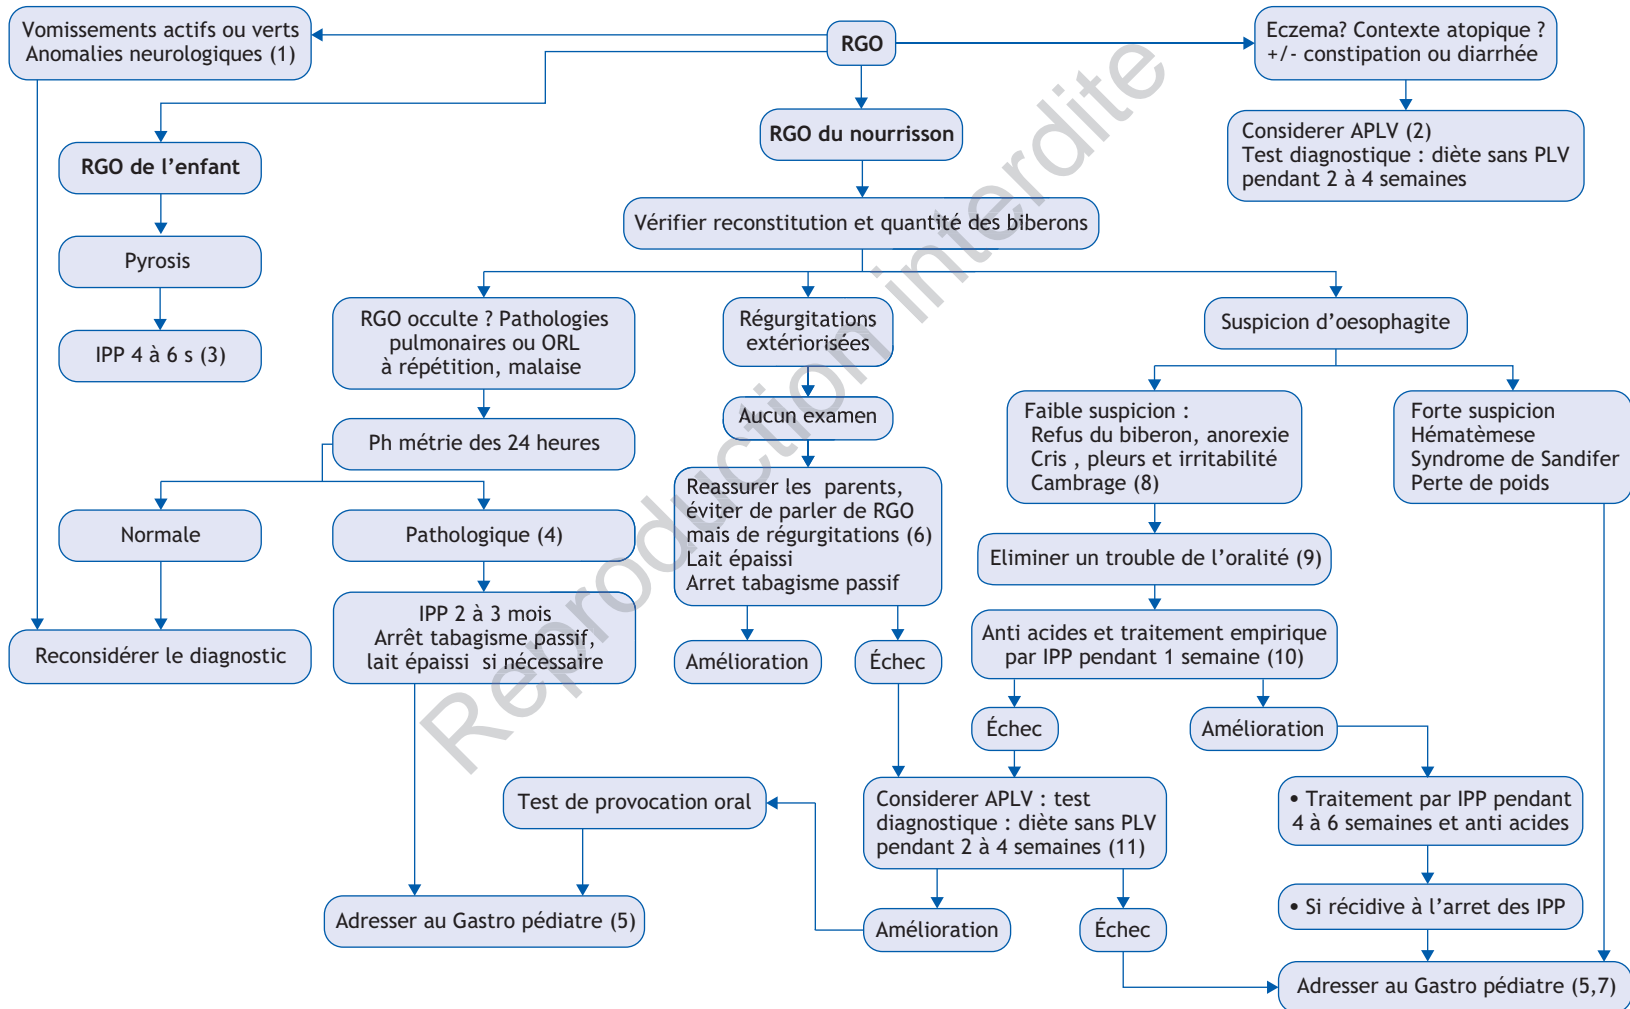 Vomissements actifs ou verts
Anomalies neurologiques (1)
RGO
Eczema? Contexte atopique ?
+/- constipation ou diarrhée
RGO de l'enfant
RGO du nourrisson
Considerer APLV (2)
Test diagnostique : diète sans PLV
pendant 2 à 4 semaines
Vérifier reconstitution et quantité des biberons
Pyrosis
IPP 4 à 6 s (3)
RGO occulte ? Pathologies
pulmonaires ou ORL
à répétition, malaise
Régurgitations
extériorisées
Suspicion d'oesophagite
Ph métrie des 24 heures
Aucun examen
Faible suspicion :
Refus du biberon, anorexie
Cris , pleurs et irritabilité
Cambrage (8)
Forte suspicion
Hématèmese
Syndrome de Sandifer
Perte de poids
Normale
Pathologique (4)
Reassurer les parents,
éviter de parler de RGO
mais de régurgitations (6)
Lait épaissi
Arret tabagisme passif
Eliminer un trouble de l'oralité (9)
Reconsidérer le diagnostic
IPP 2 à 3 mois
Arrêt tabagisme passif,
lait épaissi si nécessaire
Amélioration
Échec
Anti acides et traitement empirique
par IPP pendant 1 semaine (10)
Échec
Amélioration
Test de provocation oral
Considerer APLV : test
diagnostique : diète sans PLV
pendant 2 à 4 semaines (11)
• Traitement par IPP pendant
4 à 6 semaines et anti acides
Adresser au Gastro pédiatre (5)
Amélioration
Échec
• Si récidive à l'arret des IPP
Adresser au Gastro pédiatre (5,7)
Reproduction interdite